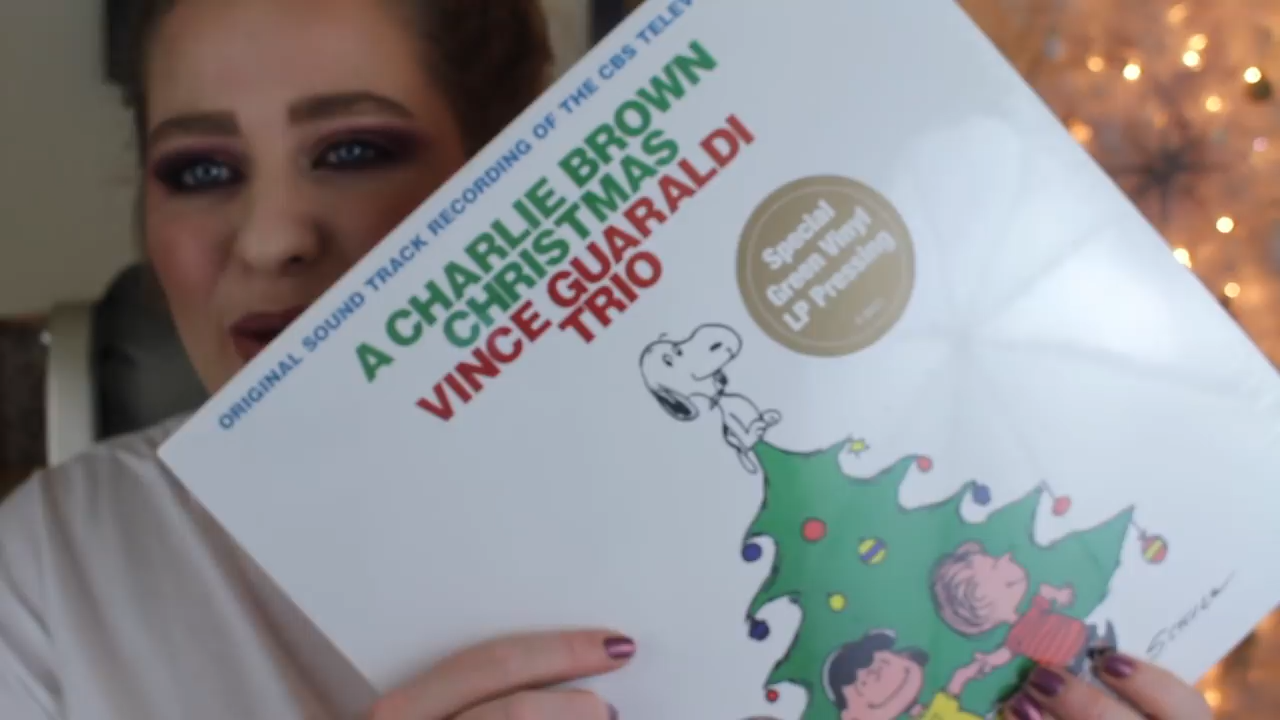 ORIGINAL SOUND TRACK RECORDING OF THE CBS TELEV
A CHARLIE BROWN
CHRISTMAS
VINCE GUARALDI
TRIO
Special
Green Vinyl
LP Pressing